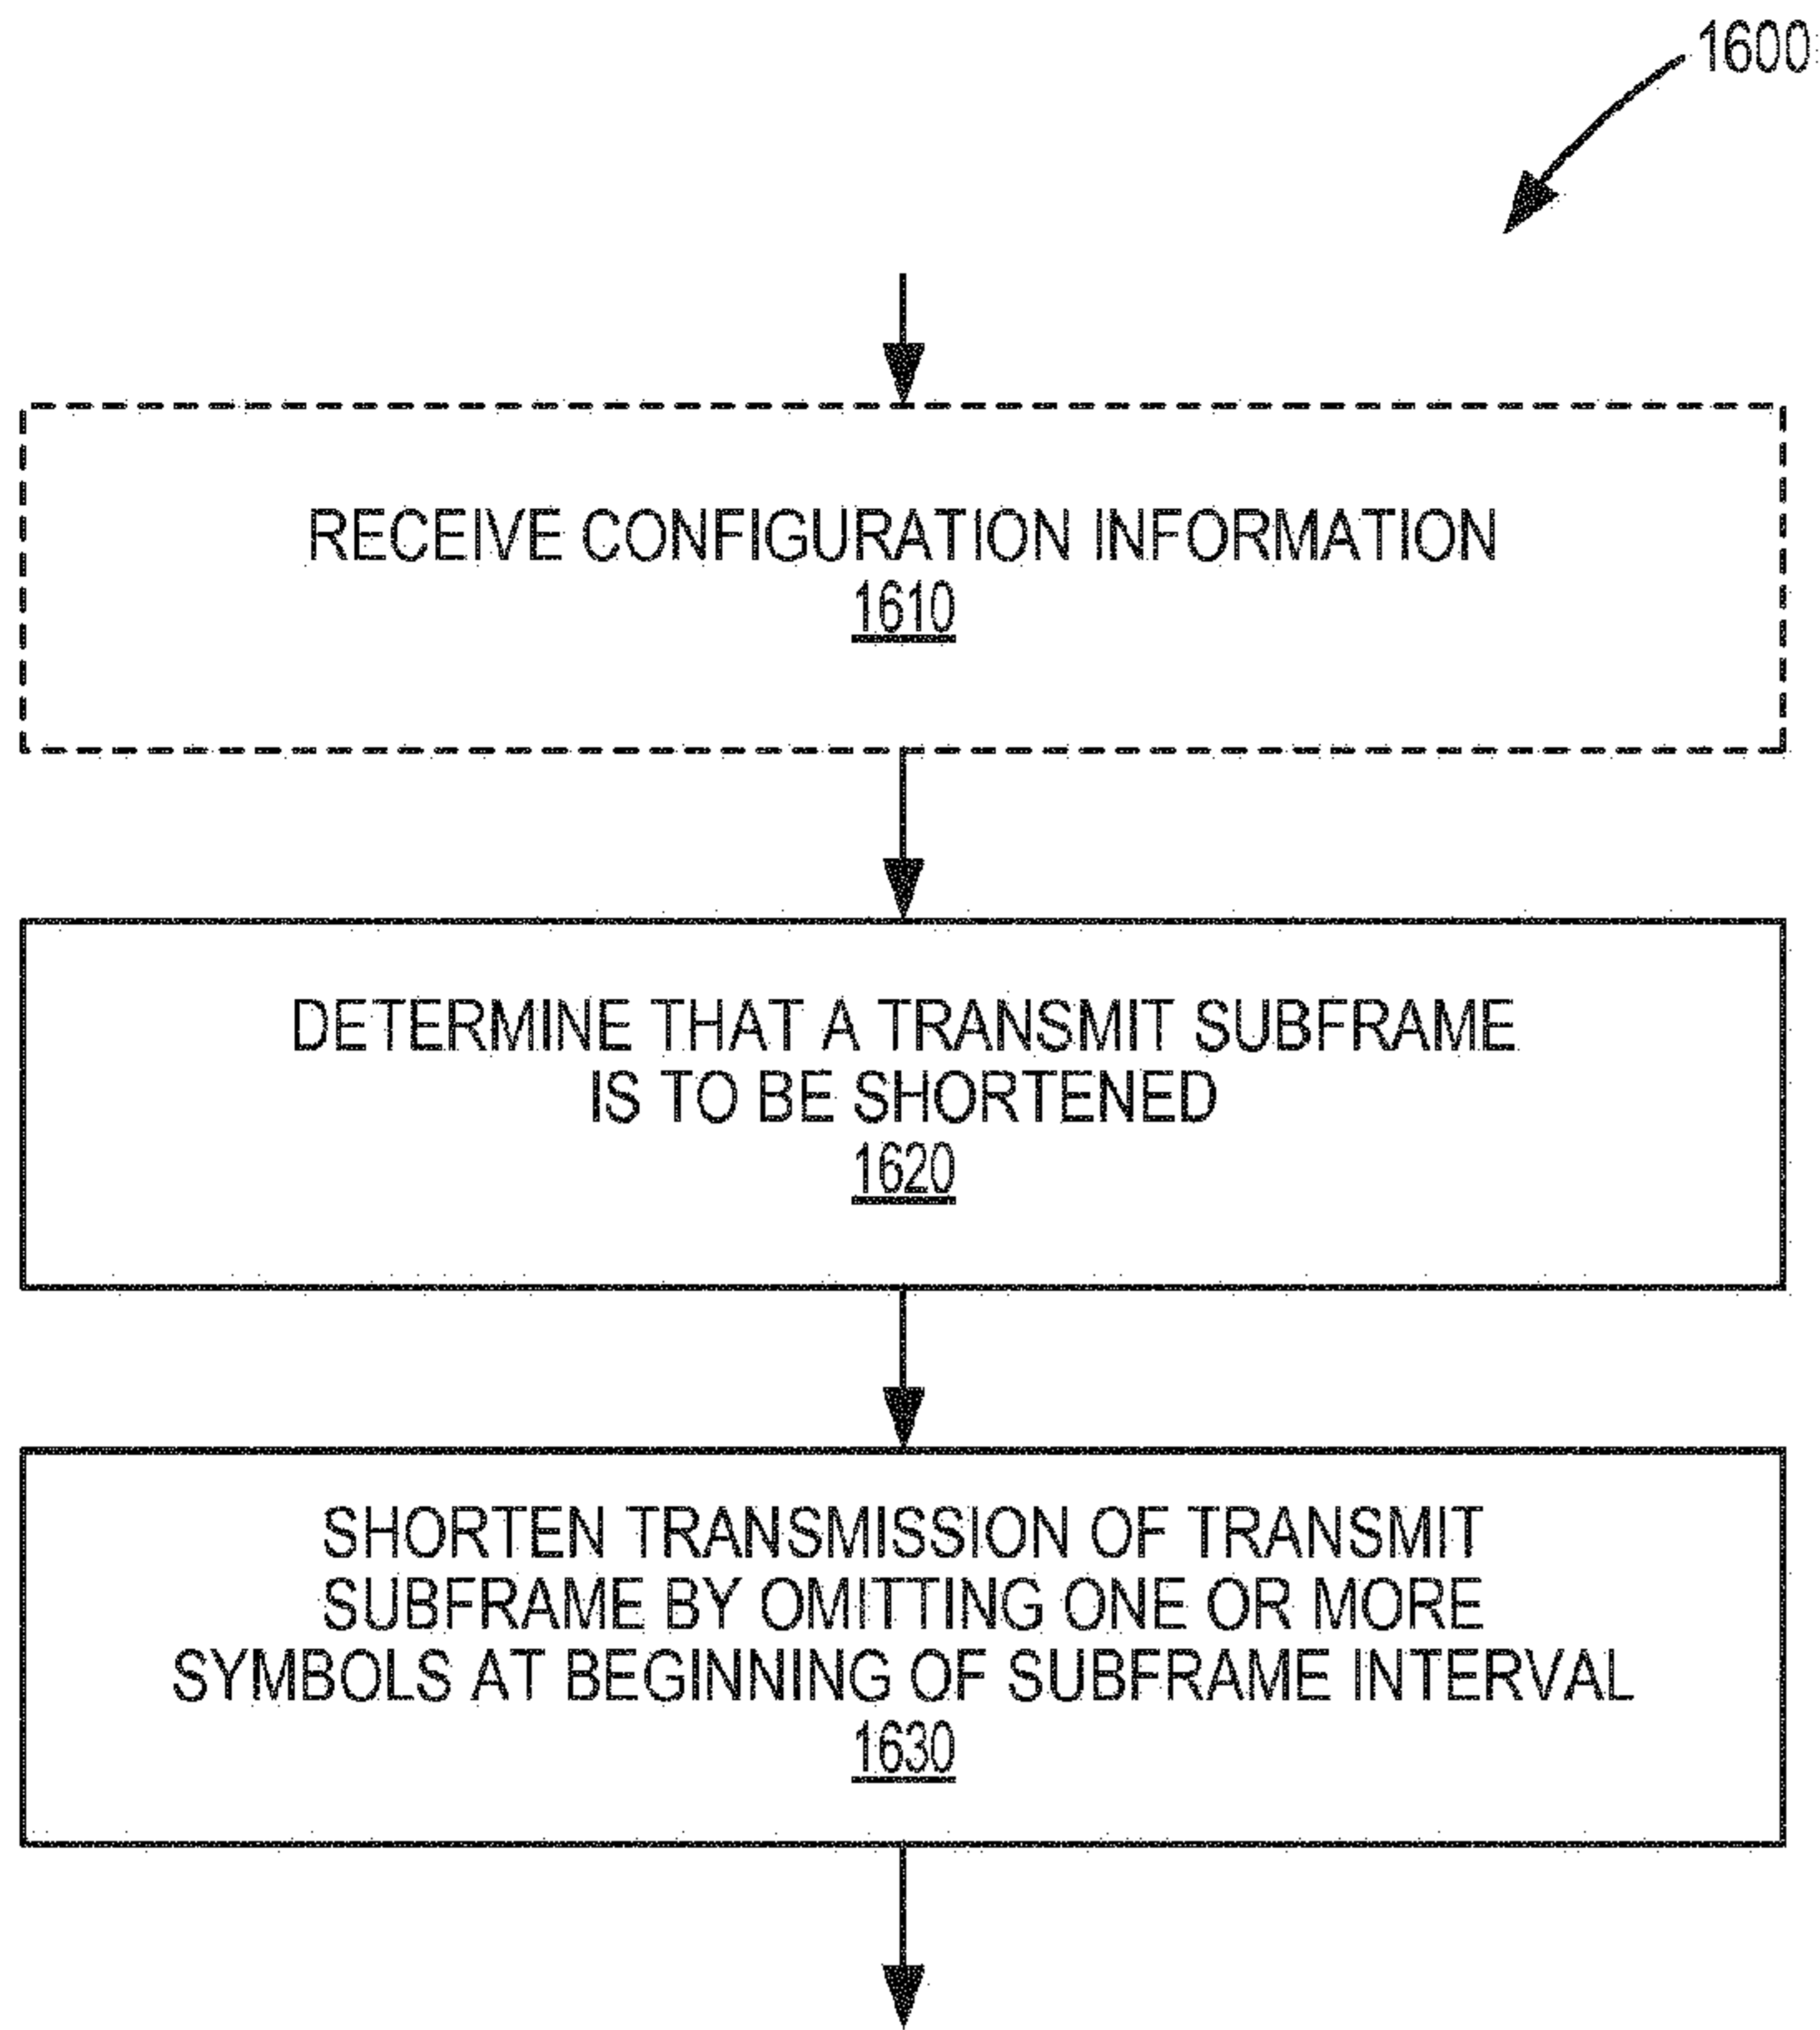 1600
RECEIVE CONFIGURATION INFORMATION
1610
DETERMINE THAT A TRANSMIT SUBFRAME
IS TO BE SHORTENED
1620
SHORTEN TRANSMISSION OF TRANSMIT
SUBFRAME BY OMITTING ONE OR MORE
SYMBOLS AT BEGINNING OF SUBFRAME INTERVAL
1630